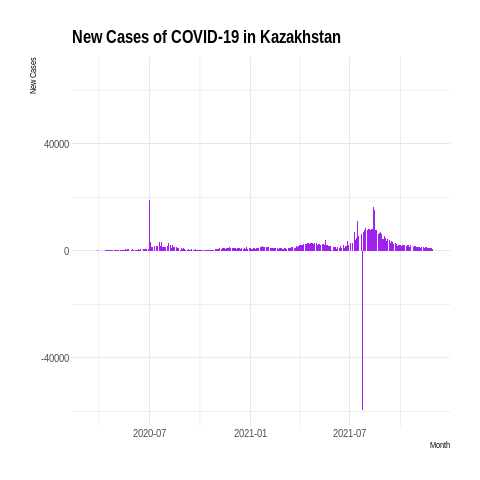 New Cases of COVID-19 in Kazakhstan
New Cases
40000
0
-40000
2020-07
2021-01
2021-07
Month